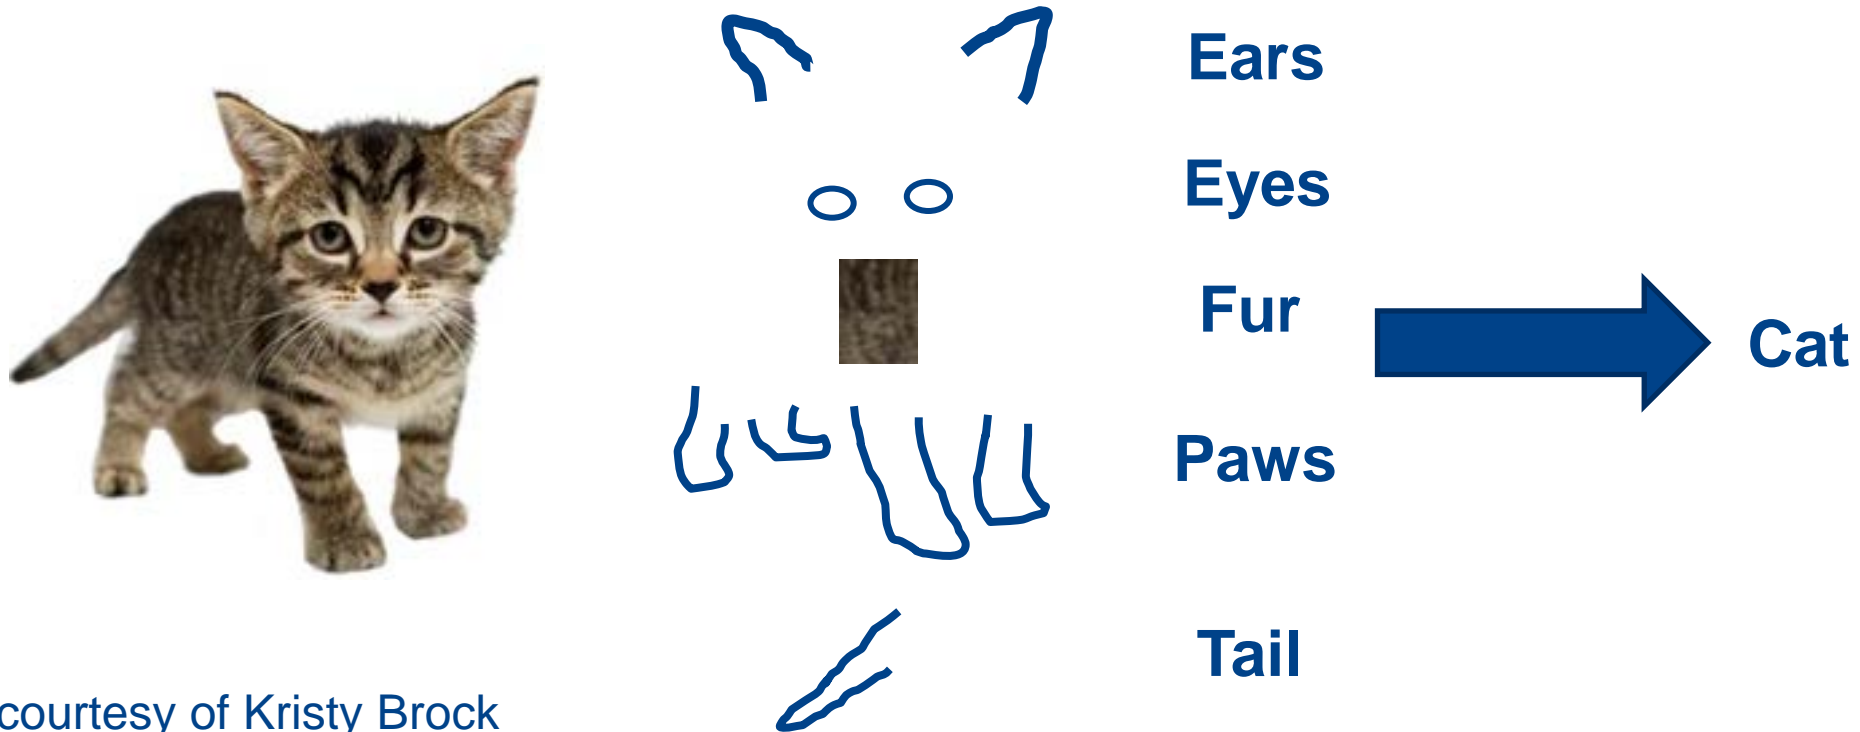 Ears
Eyes
Fur
Cat
Paws
Tail
courtesy of Kristy Brock